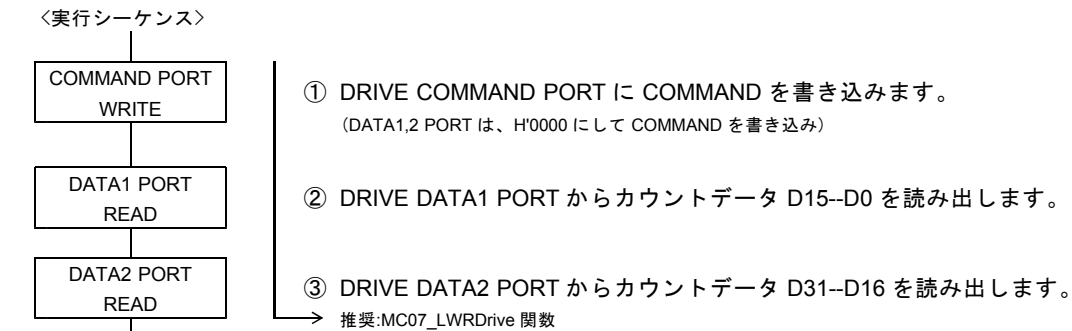 〈実行シーケンス〉
COMMAND PORT
WRITE
① DRIVE COMMAND PORT に COMMAND を書き込みます。
（DATA1,2 PORT は、H'0000 にして COMMAND を書き込み）
DATA1 PORT
READ
② DRIVE DATA1 PORT からカウントデータ D15--D0 を読み出します。
DATA2 PORT
READ
③ DRIVE DATA2 PORT からカウントデータ D31--D16 を読み出します。
推奨:MC07_LWRDrive 関数